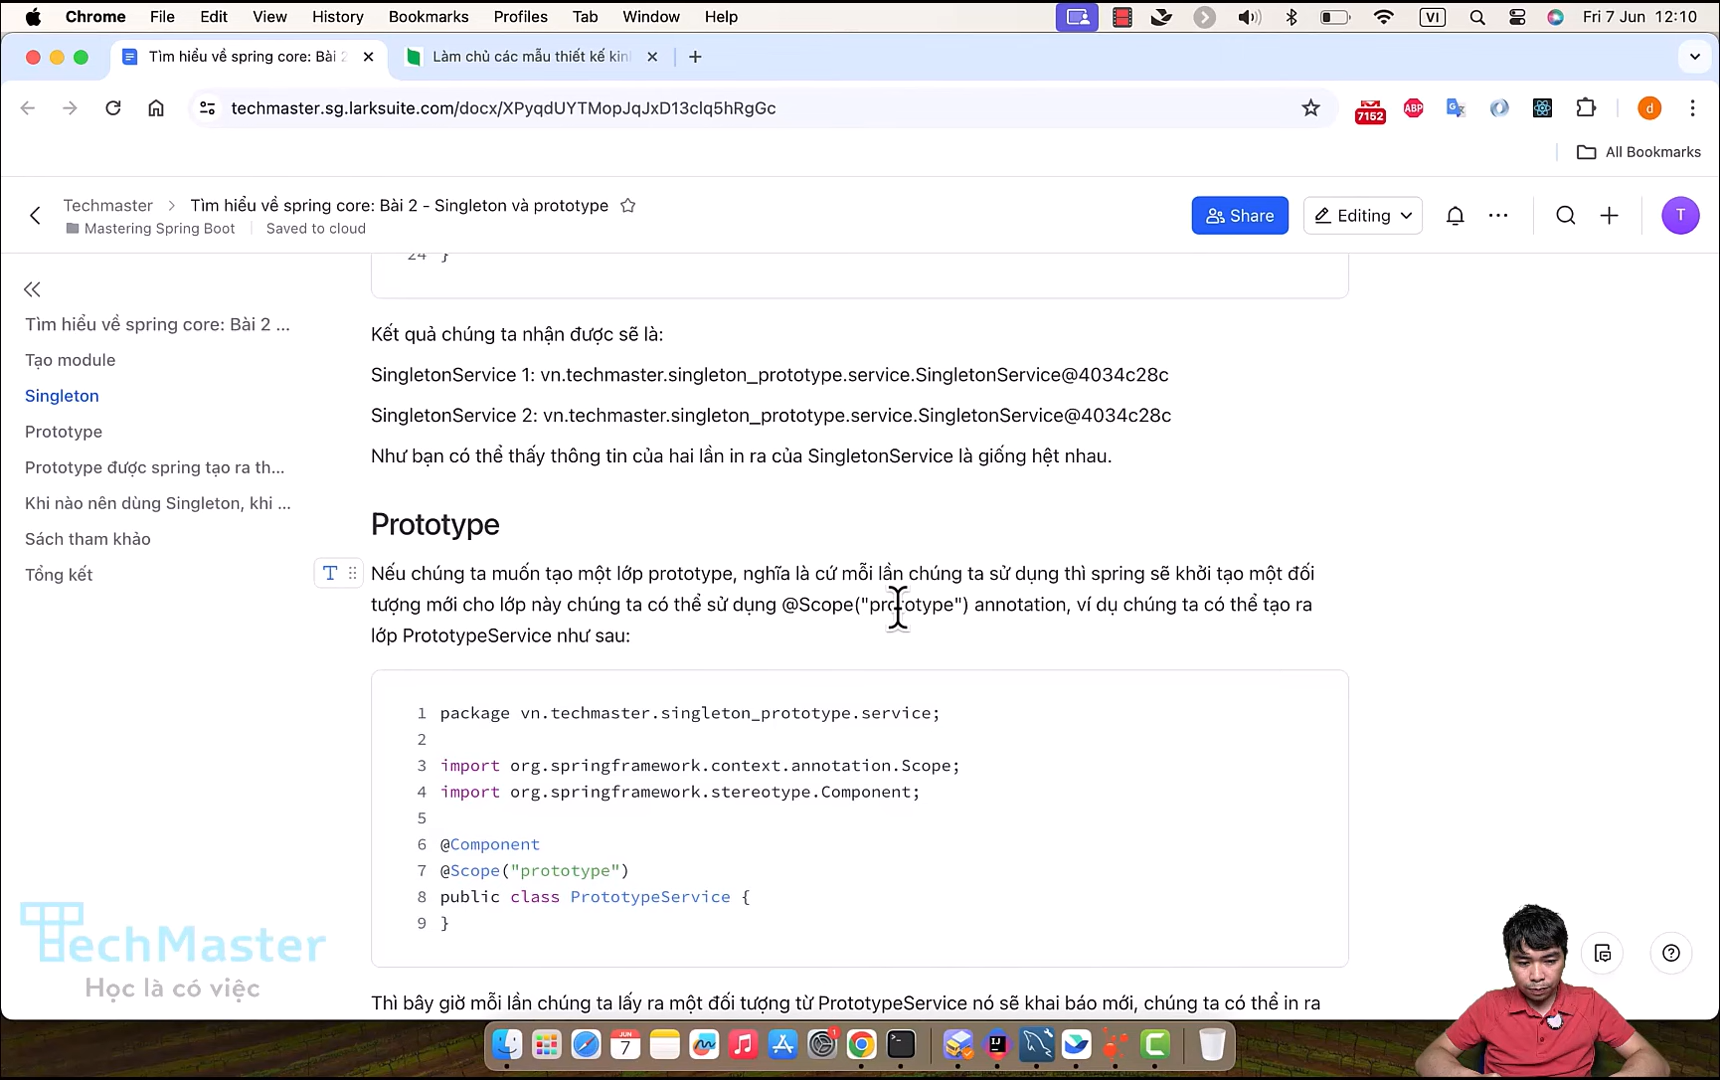 Chrome File Edit View History Bookmarks Profiles Tab Window Help VI Fri 7 Jun 12:10
Tìm hiểu về spring core: Bài 2 Làm chủ các mẫu thiết kế kinh
techmaster.sg.larksuite.com/docx/XPyqdUYTMopJqJxD13clq5hRgGc 7152 ABP d
All Bookmarks
Techmaster Tìm hiểu về spring core: Bài 2 - Singleton và prototype
Mastering Spring Boot Saved to cloud
Share Editing T
24 }
Tìm hiểu về spring core: Bài 2 ...
Tạo module
Singleton
Prototype
Prototype được spring tạo ra th...
Khi nào nên dùng Singleton, khi ...
Sách tham khảo
Tổng kết
Kết quả chúng ta nhận được sẽ là:
SingletonService 1: vn.techmaster.singleton_prototype.service.SingletonService@4034c28c
SingletonService 2: vn.techmaster.singleton_prototype.service.SingletonService@4034c28c
Như bạn có thể thấy thông tin của hai lần in ra của SingletonService là giống hệt nhau.
Prototype
T
Nếu chúng ta muốn tạo một lớp prototype, nghĩa là cứ mỗi lần chúng ta sử dụng thì spring sẽ khởi tạo một đối
tượng mới cho lớp này chúng ta có thể sử dụng @Scope("prototype") annotation, ví dụ chúng ta có thể tạo ra
lớp PrototypeService như sau:
1 package vn.techmaster.singleton_prototype.service;
2
3 import org.springframework.context.annotation.Scope;
4 import org.springframework.stereotype.Component;
5
6 @Component
7 @Scope("prototype")
8 public class PrototypeService {
9 }
Thì bây giờ mỗi lần chúng ta lấy ra một đối tượng từ PrototypeService nó sẽ khai báo mới, chúng ta có thể in ra
TechMaster
Học là có việc
JUN
7
1
IJ